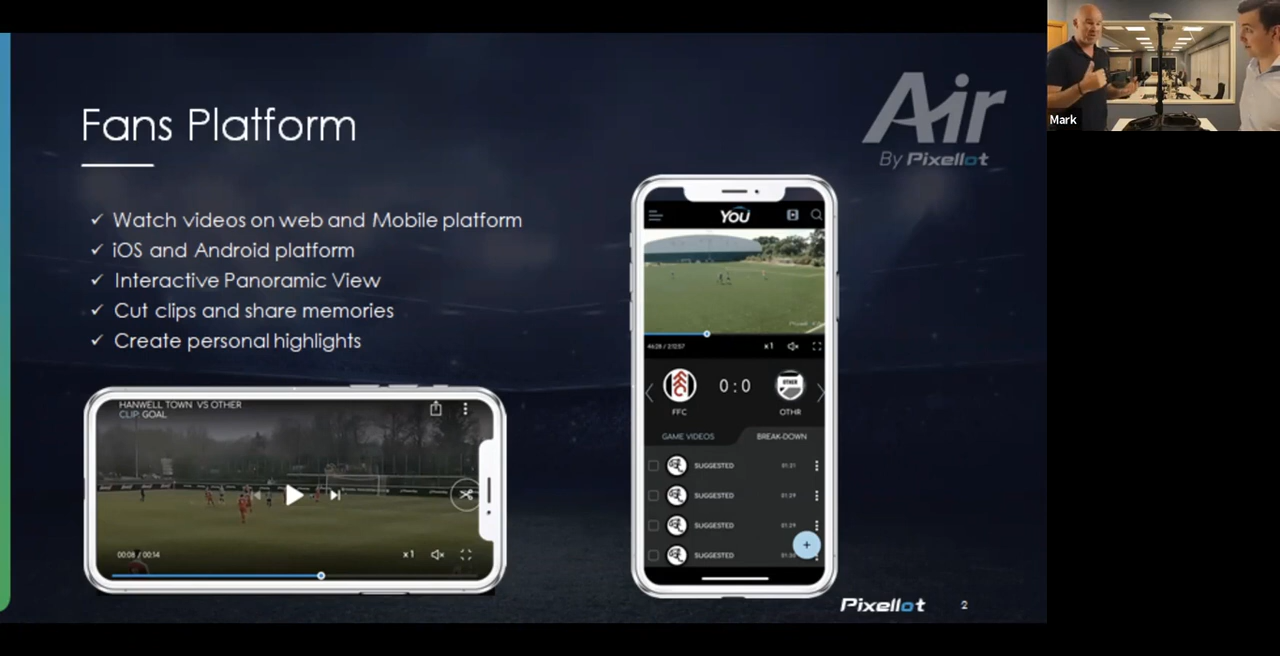 Fans Platform
Air
By Pixellot
✓ Watch videos on web and Mobile platform
✓ iOS and Android platform
✓ Interactive Panoramic View
✓ Cut clips and share memories
✓ Create personal highlights
HANWELL TOWN VS OTHER
CLIP: GOAL
00:08 / 00:14
x1
YOU
x1
FFC
0:0
OTHER
OTHR
GAME VIDEOS
BREAK-DOWN
SUGGESTED
01:21
SUGGESTED
01:29
SUGGESTED
01:29
SUGGESTED
+
Pixellot
2
Mark